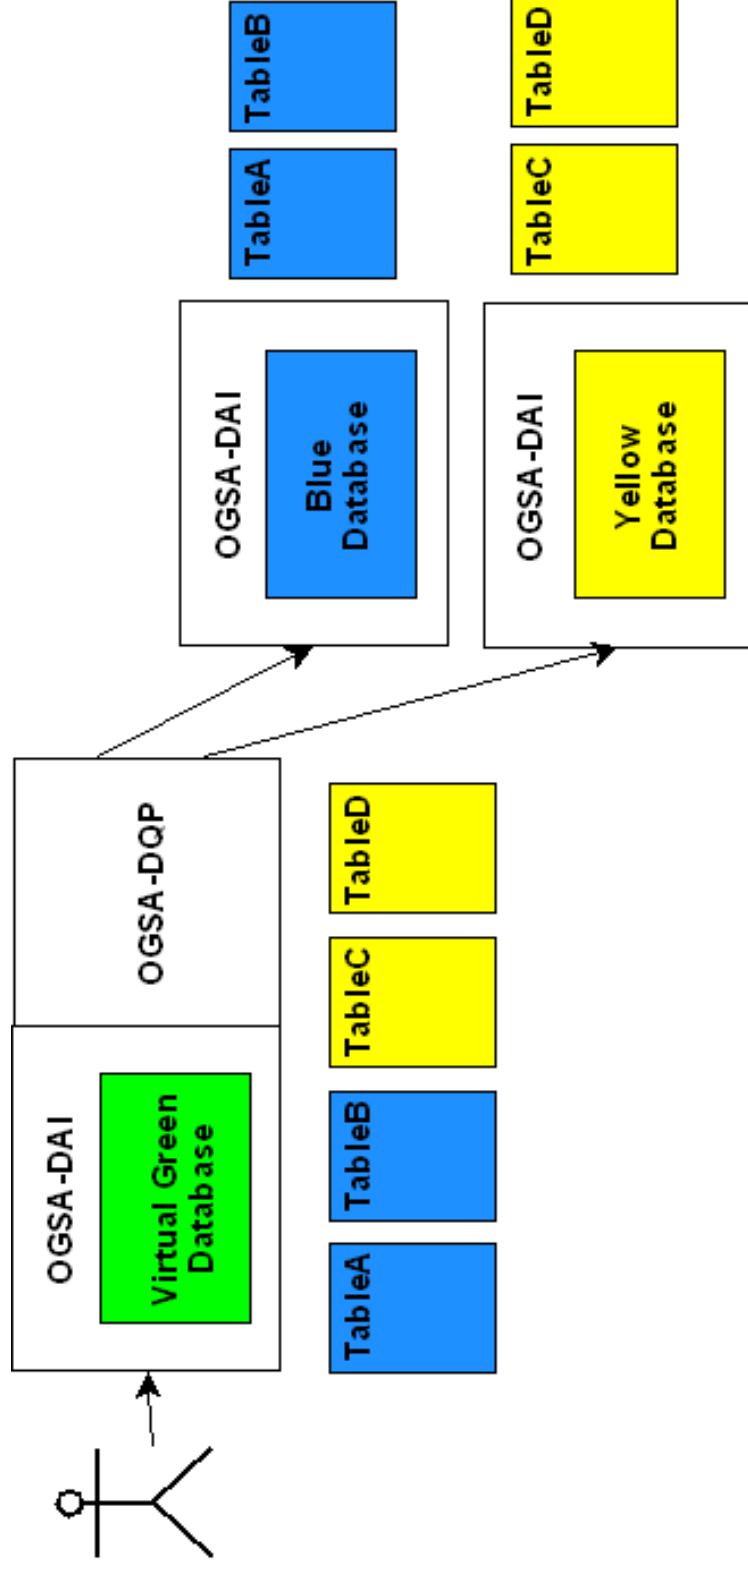 OGSA-DAI
Virtual Green
Database
OGSA-DQP
TableA
TableB
TableC
TableD
OGSA-DAI
Blue
Database
TableA
TableB
OGSA-DAI
Yellow
Database
TableC
TableD